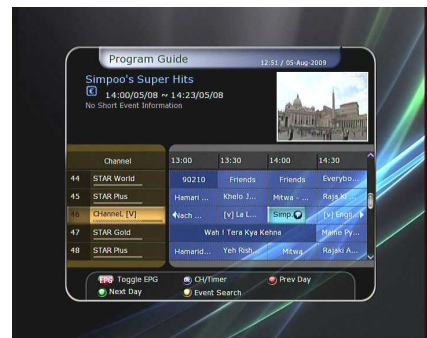 Program Guide
12:51 / 05-Aug-2009
Simpoo's Super Hits
€ 14:00/05/08 ~ 14:23/05/08
No Short Event Information
Channel 13:00 13:30 14:00 14:30
44 STAR World 90210 Friends Friends Everybo...
45 STAR Plus Hamari ... Khelo J... Mitwa - ... Raja Ki ...
46 CHanneL [V] Nach ... [v] La L... Simp. [V] Engli..
47 STAR Gold Wah ! Tera Kya Kehna Maine Py...
48 STAR Plus Hamarid... Yeh Rish... Mitwa Rajaki A...
EPG Toggle EPG CH/Timer Prev Day
Next Day Event Search